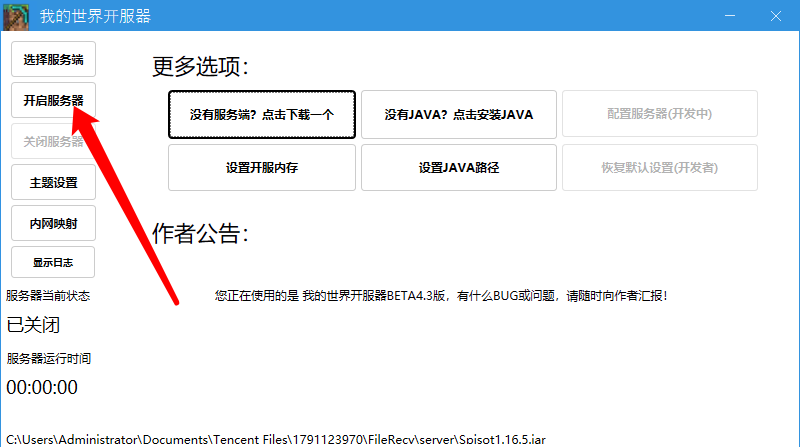 我的世界开服器
选择服务端
开启服务器
关闭服务器
主题设置
内网映射
显示日志
服务器当前状态
已关闭
服务器运行时间
00:00:00
更多选项：
没有服务端？点击下载一个
没有JAVA？点击安装JAVA
配置服务器(开发中)
设置开服内存
设置JAVA路径
恢复默认设置(开发者)
作者公告：
您正在使用的是 我的世界开服器BETA4.3版，有什么BUG或问题，请随时向作者汇报！
C:\Users\Administrator\Documents\Tencent Files\1791123970\FileRecv\server\Spisot1.16.5.jar